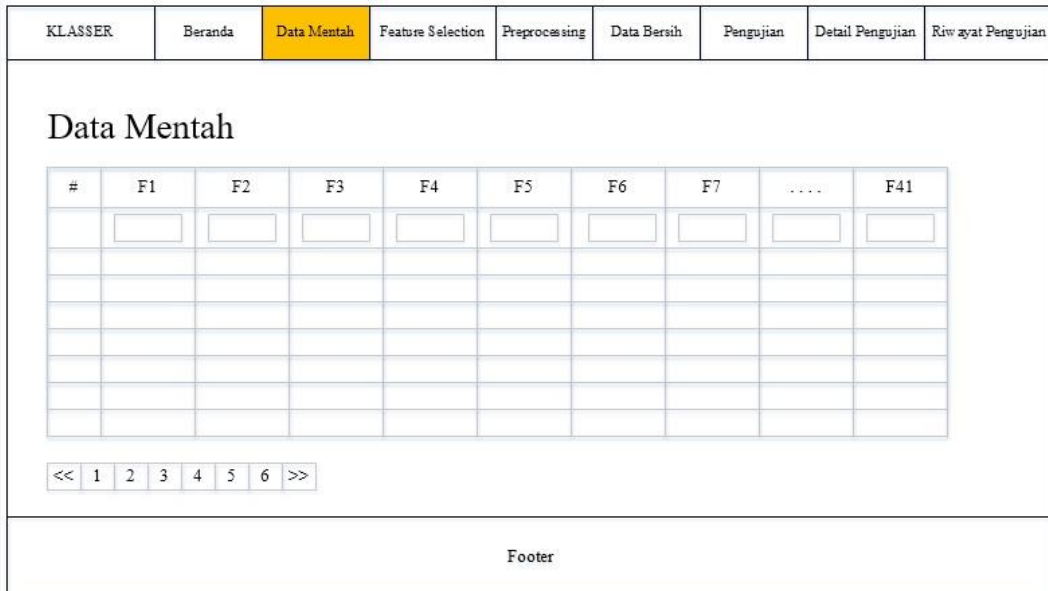 KLASSER Beranda Data Mentah Feature Selection Preprocessing Data Bersih Pengujian Detail Pengujian Riwayat Pengujian
Data Mentah
# F1 F2 F3 F4 F5 F6 F7 .... F41
<< 1 2 3 4 5 6 >>
Footer